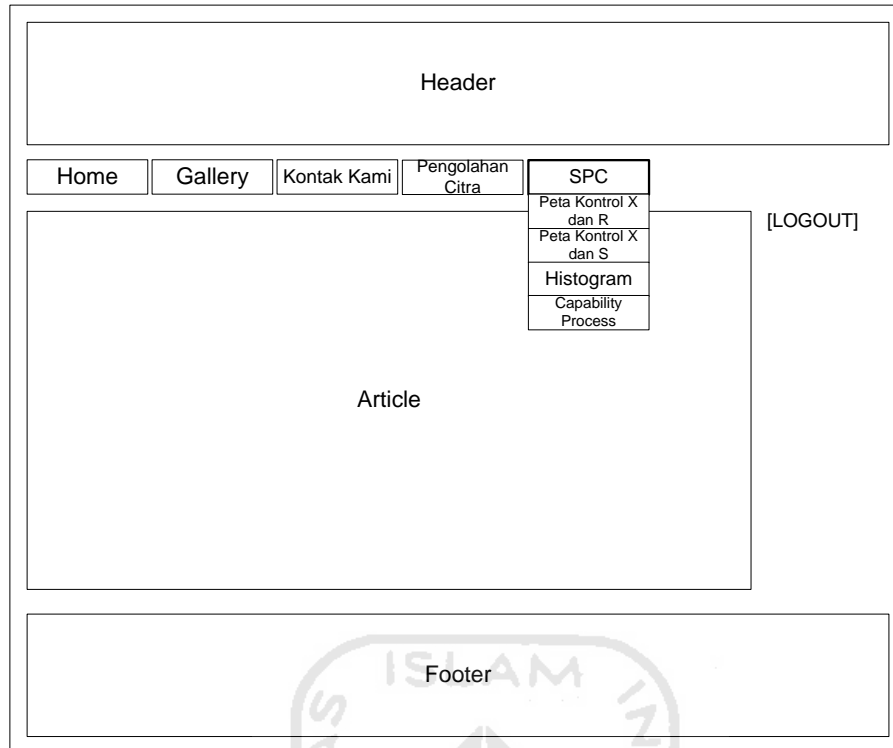 Header
Home
Gallery
Kontak Kami
Pengolahan
Citra
SPC
Peta Kontrol X
dan R
Peta Kontrol X
dan S
Histogram
Capability
Process
[LOGOUT]
Article
Footer
ISLAM